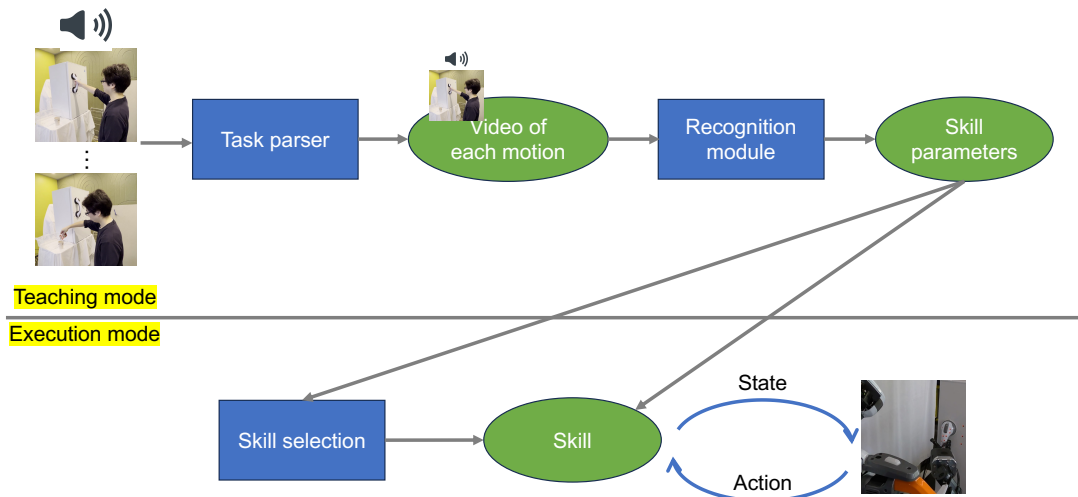 Task parser
Video of
each motion
Recognition
module
Skill
parameters
Teaching mode
Execution mode
Skill selection
Skill
State
Action